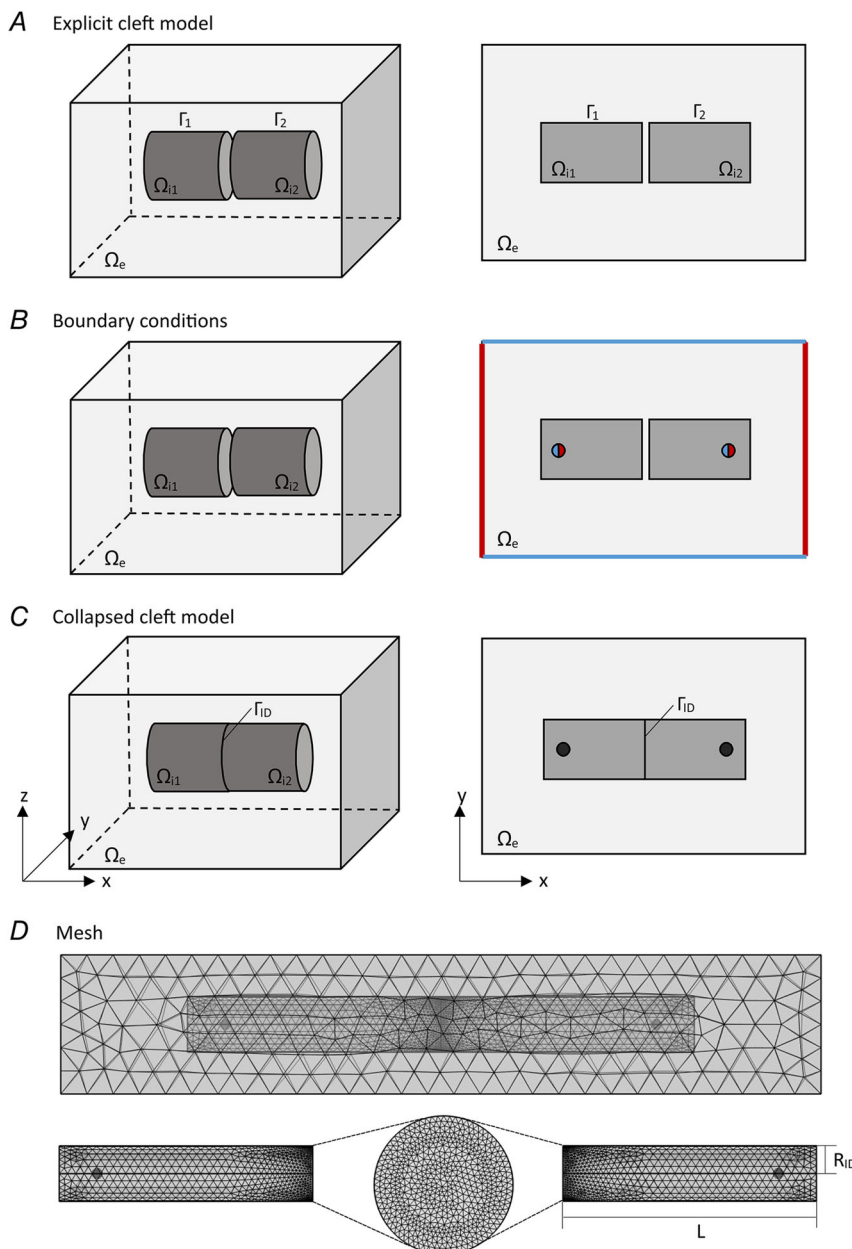 A Explicit cleft model
Γ₁ Γ₂
Ωi1 Ωi2
Ωe
Γ₁ Γ₂
Ωi1 Ωi2
Ωe
B Boundary conditions
Ωi1 Ωi2
Ωe
Ωe
C Collapsed cleft model
ΓID
Ωi1 Ωi2
Ωe
z
y
x
ΓID
Ωe
y
x
D Mesh
RID
L